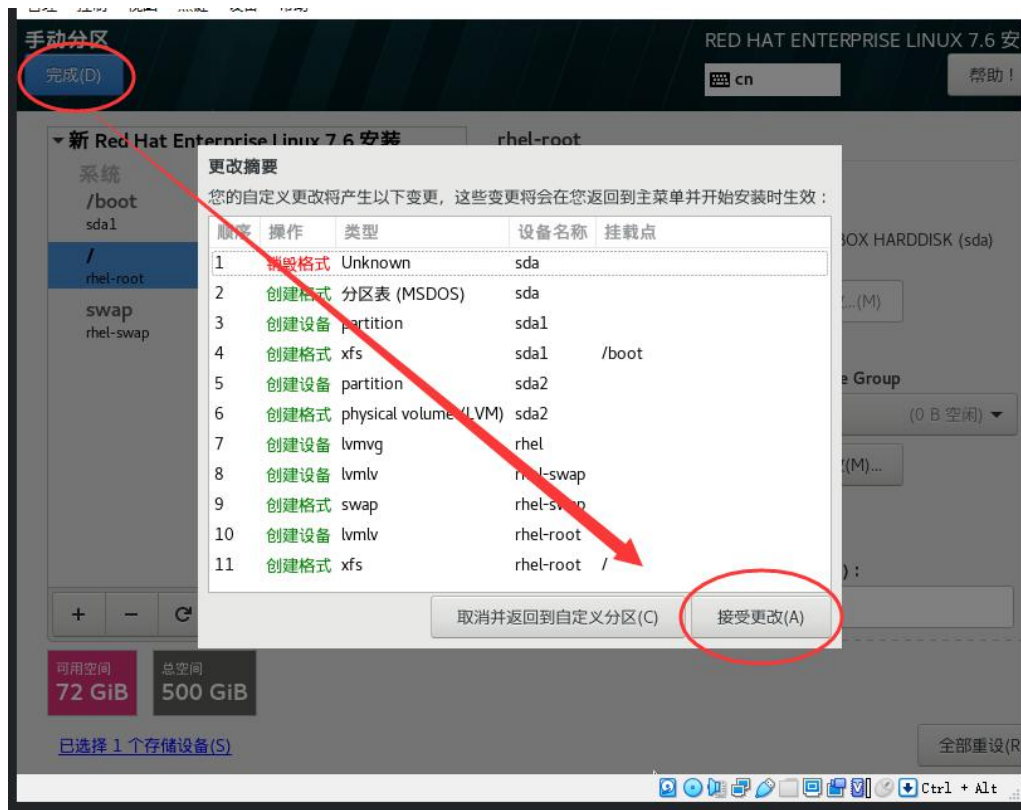 手动分区
RED HAT ENTERPRISE LINUX 7.6 安
完成(D)
cn
帮助！
新 Red Hat Enterprise Linux 7.6 安装
rhel-root
系统
/boot
sda1
/
rhel-root
swap
rhel-swap
更改摘要
您的自定义更改将产生以下变更，这些变更将会在您返回到主菜单并开始安装时生效：
顺序 操作 类型 设备名称 挂载点
1 销毁格式 Unknown sda
2 创建格式 分区表 (MSDOS) sda
3 创建设备 partition sda1
4 创建格式 xfs sda1 /boot
5 创建设备 partition sda2
6 创建格式 physical volume (LVM) sda2
7 创建设备 lvmvg rhel
8 创建设备 lvmlv rhel-swap
9 创建格式 swap rhel-swap
10 创建设备 lvmlv rhel-root
11 创建格式 xfs rhel-root /
取消并返回到自定义分区(C)
接受更改(A)
BOX HARDDISK (sda)
...(M)
e Group
(0 B 空闲)
(M)...
) :
+ −
可用空间
72 GiB
总空间
500 GiB
已选择 1 个存储设备(S)
全部重设(R
Ctrl + Alt